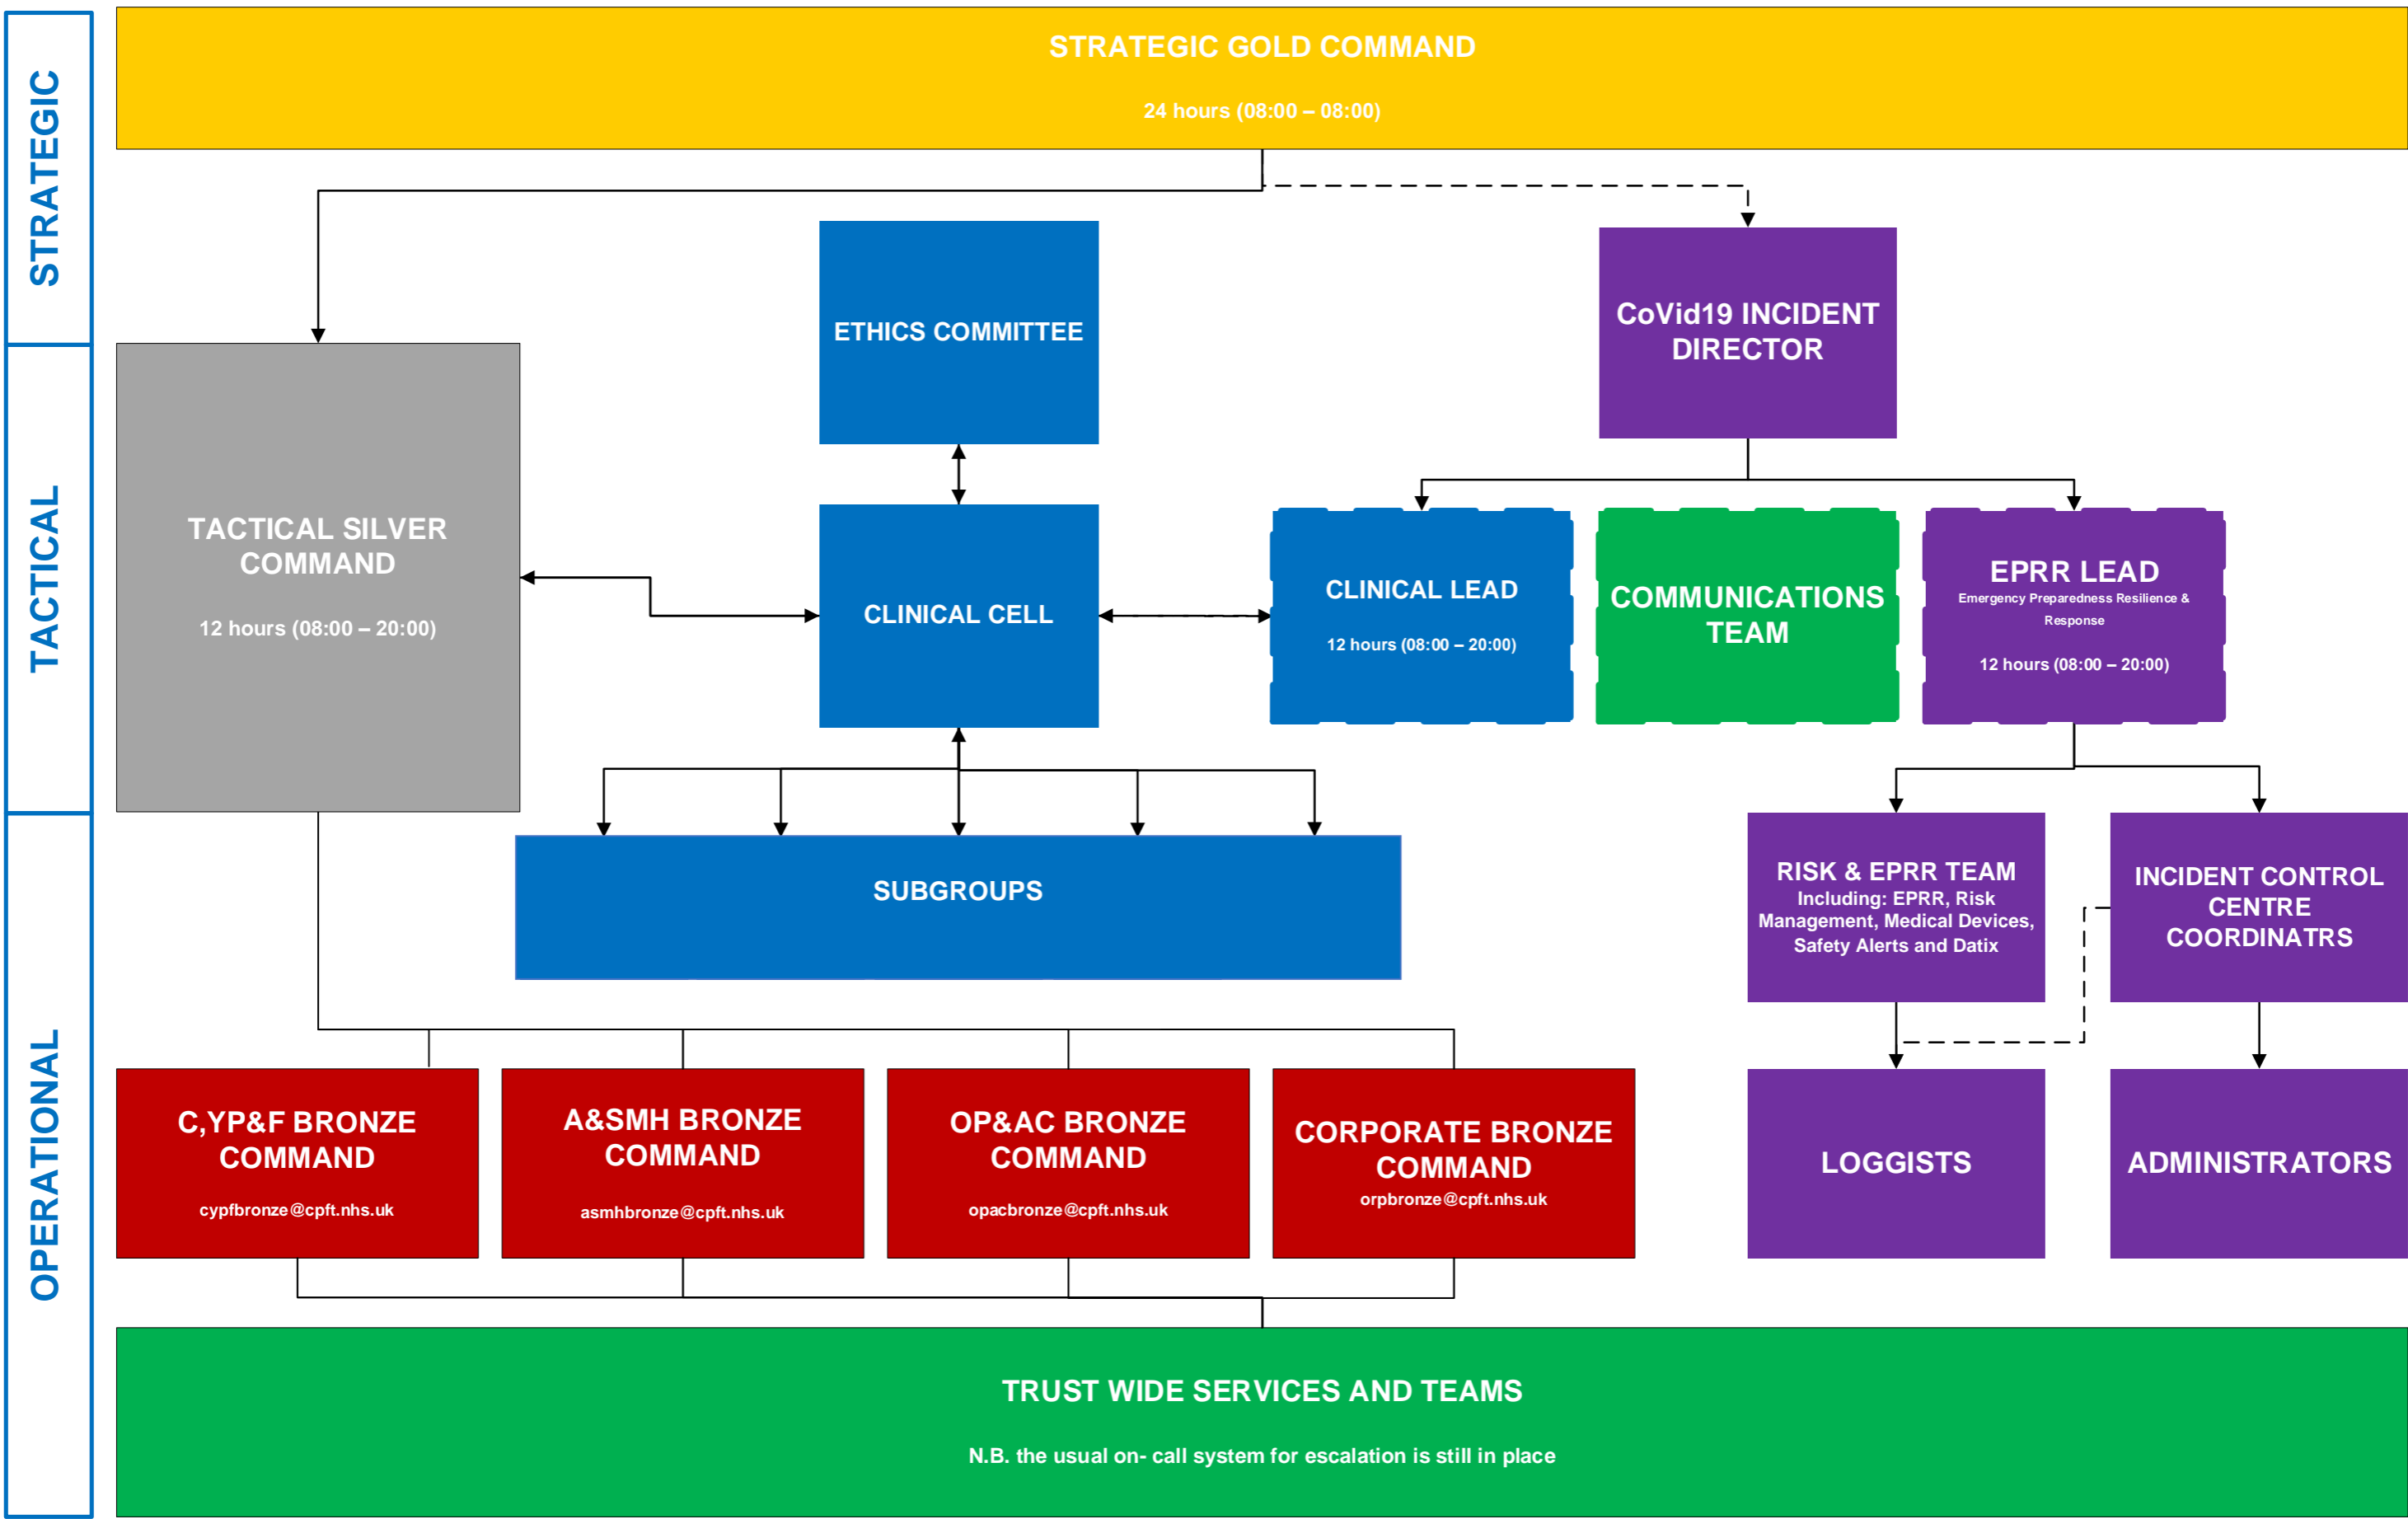 STRATEGIC
STRATEGIC GOLD COMMAND
24 hours (08:00 – 08:00)
ETHICS COMMITTEE
CoVid19 INCIDENT
DIRECTOR
TACTICAL
TACTICAL SILVER
COMMAND
12 hours (08:00 – 20:00)
CLINICAL CELL
CLINICAL LEAD
12 hours (08:00 – 20:00)
COMMUNICATIONS
TEAM
EPRR LEAD
Emergency Preparedness Resilience &
Response
12 hours (08:00 – 20:00)
OPERATIONAL
SUBGROUPS
RISK & EPRR TEAM
Including: EPRR, Risk
Management, Medical Devices,
Safety Alerts and Datix
INCIDENT CONTROL
CENTRE
COORDINATRS
C,YP&F BRONZE
COMMAND
cypfbronze@cpft.nhs.uk
A&SMH BRONZE
COMMAND
asmhbronze@cpft.nhs.uk
OP&AC BRONZE
COMMAND
opacbronze@cpft.nhs.uk
CORPORATE BRONZE
COMMAND
orpbronze@cpft.nhs.uk
LOGGISTS
ADMINISTRATORS
TRUST WIDE SERVICES AND TEAMS
N.B. the usual on- call system for escalation is still in place